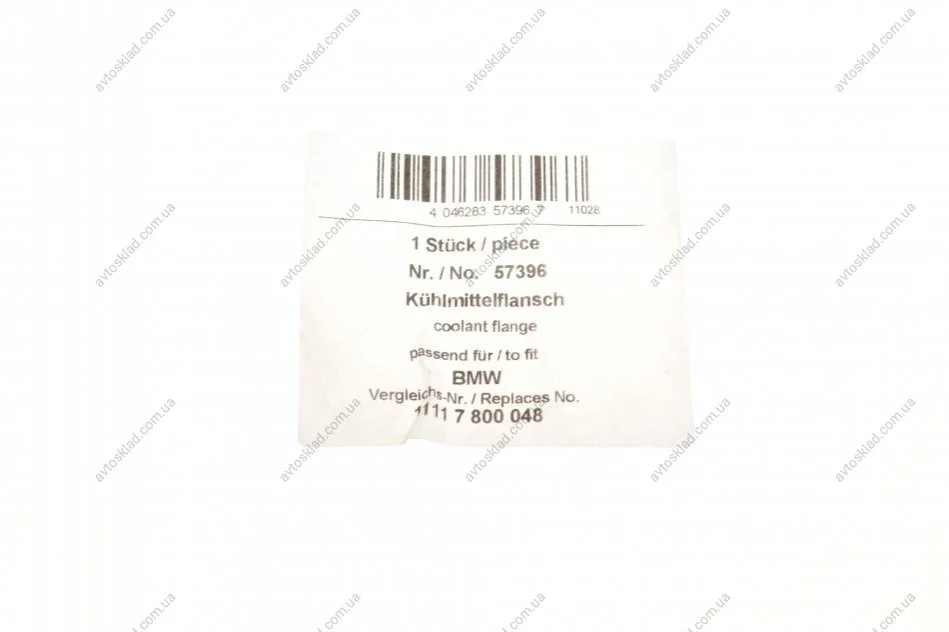 4 046283 57396 7 11028
1 Stück / piece
Nr. / No. 57396
Kühlmittelflansch
coolant flange
passend für / to fit
BMW
Vergleichs-Nr. / Replaces No.
1111 7 800 048
avtosklad.com.ua